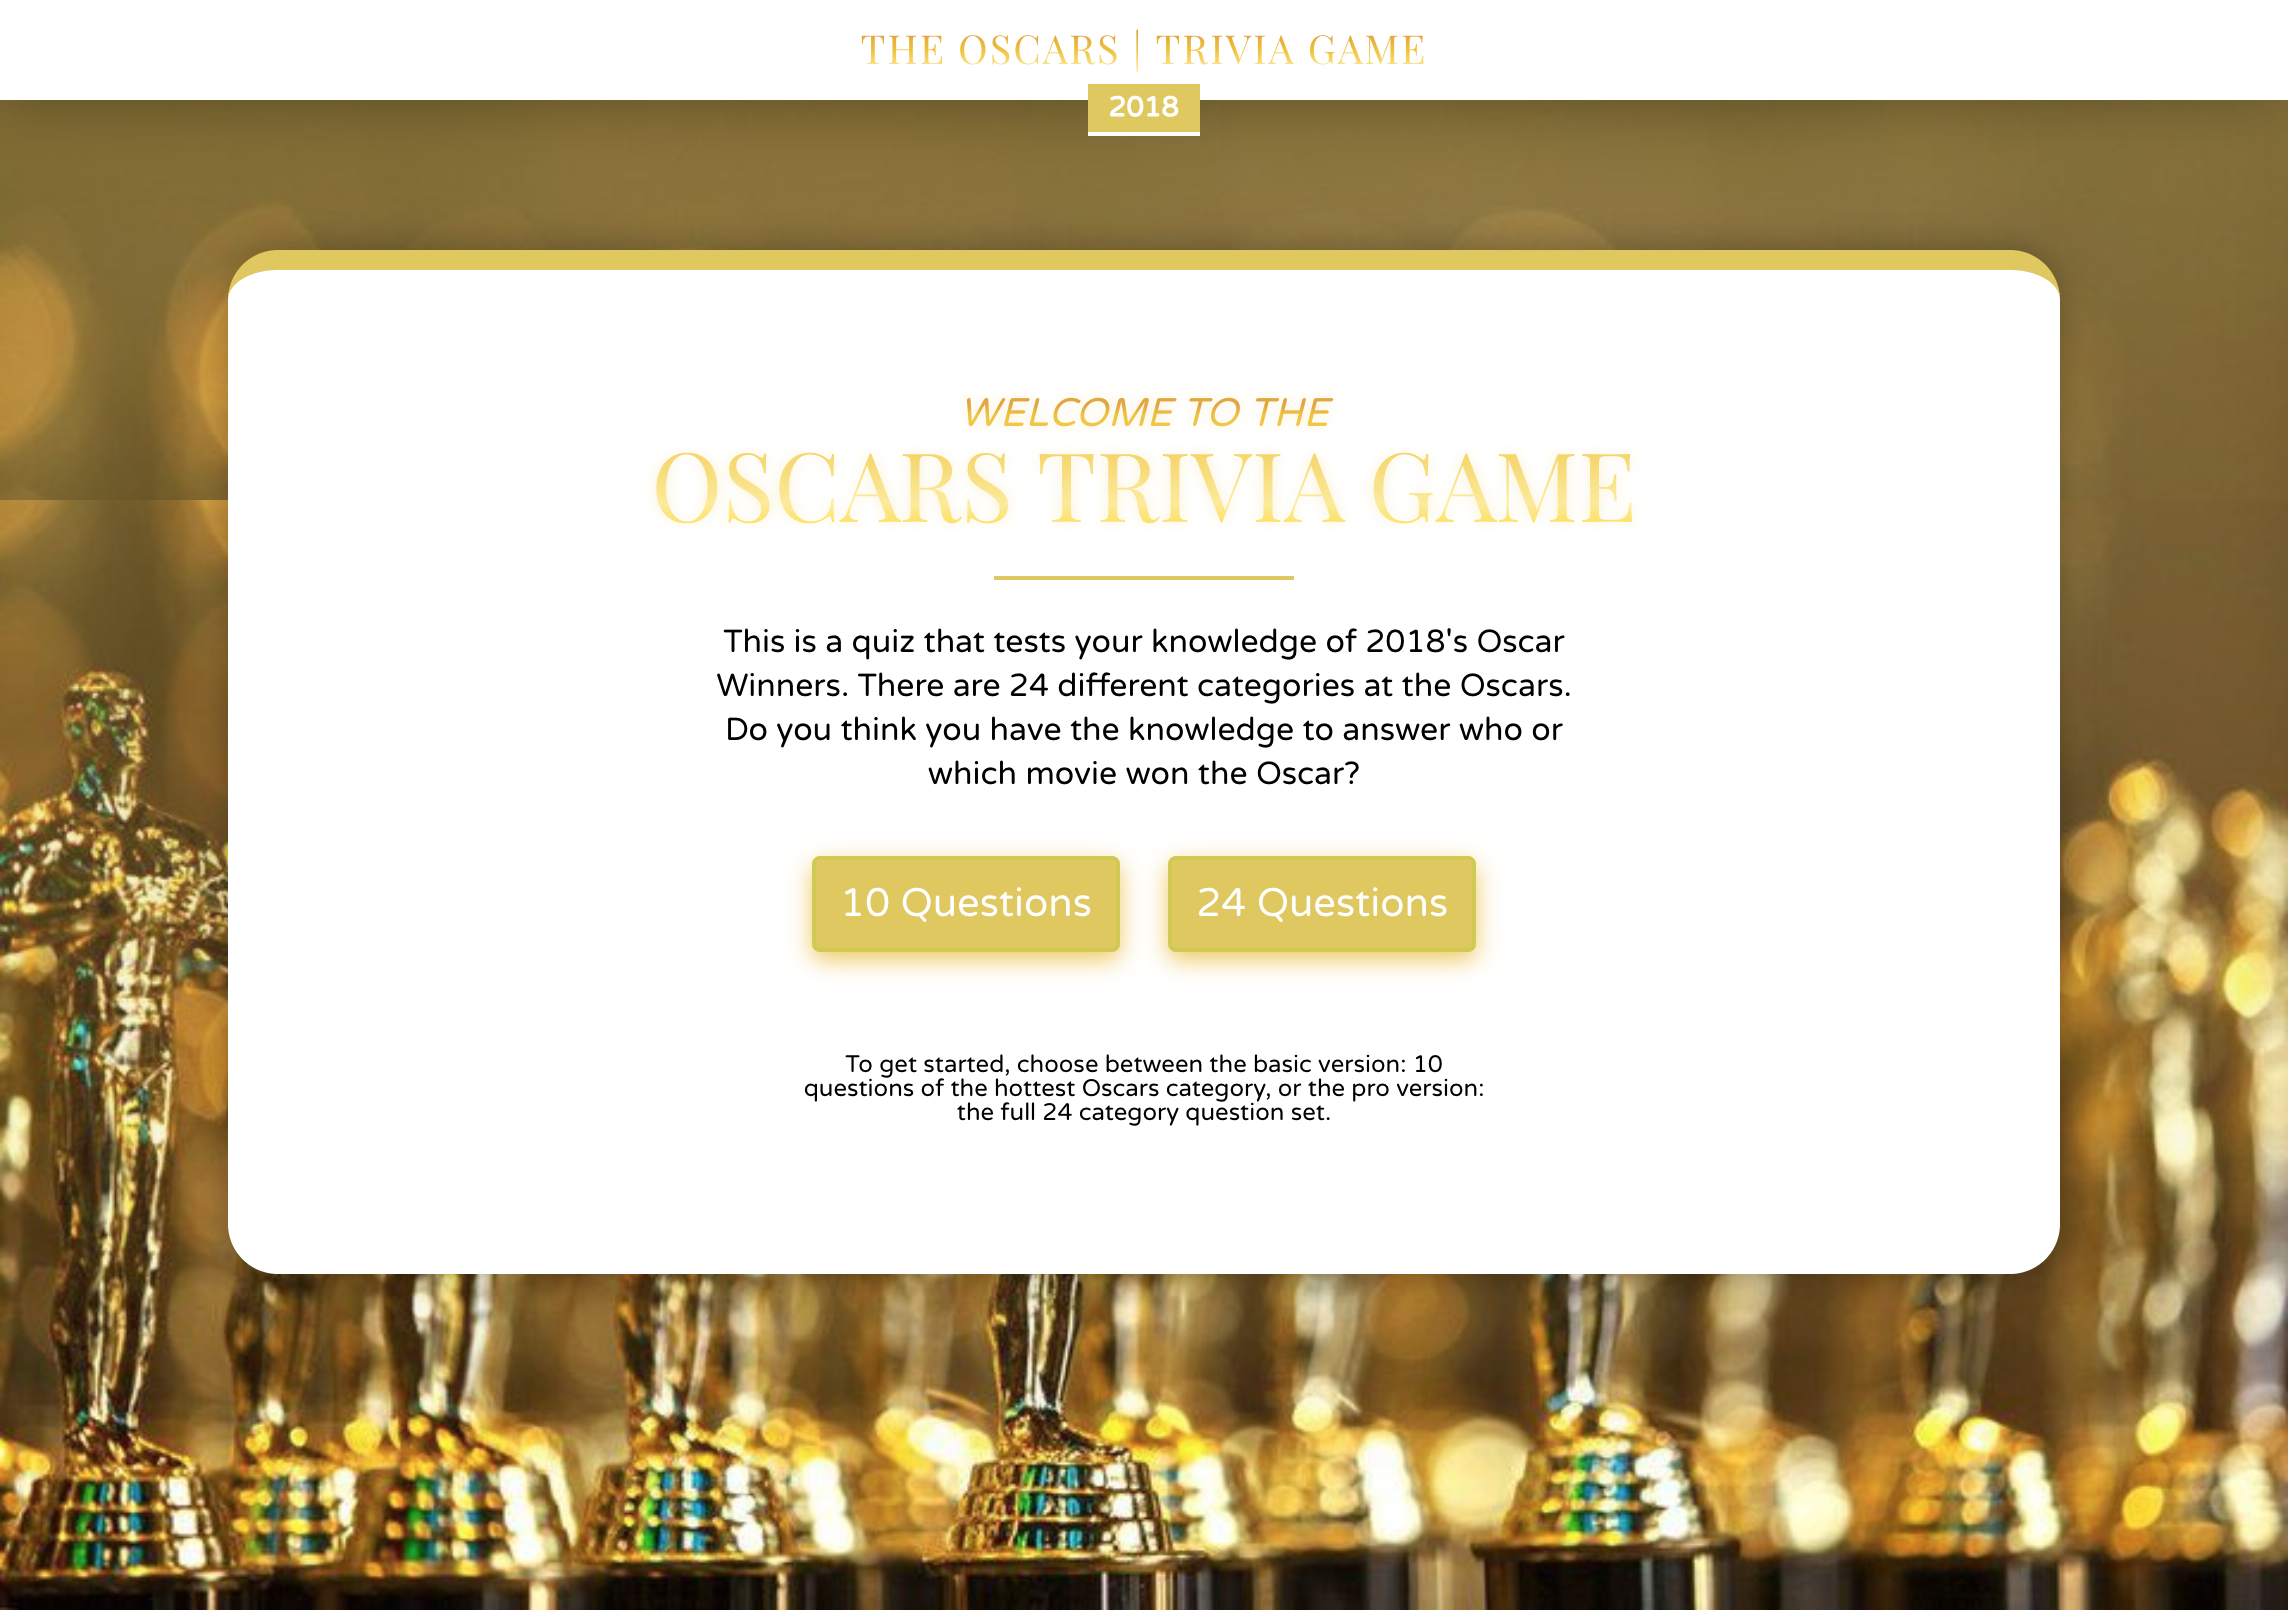 THE OSCARS | TRIVIA GAME
2018
WELCOME TO THE
OSCARS TRIVIA GAME
This is a quiz that tests your knowledge of 2018's Oscar
Winners. There are 24 different categories at the Oscars.
Do you think you have the knowledge to answer who or
which movie won the Oscar?
10 Questions
24 Questions
To get started, choose between the basic version: 10
questions of the hottest Oscars category, or the pro version:
the full 24 category question set.